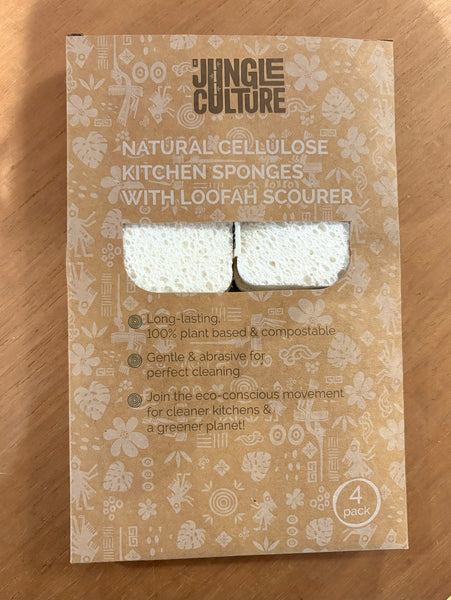 JUNGLE
CULTURE
NATURAL CELLULOSE
KITCHEN SPONGES
WITH LOOFAH SCOURER
Long-lasting,
100% plant based & compostable
Gentle & abrasive for
perfect cleaning
Join the eco-conscious movement
for cleaner kitchens &
a greener planet!
4
pack